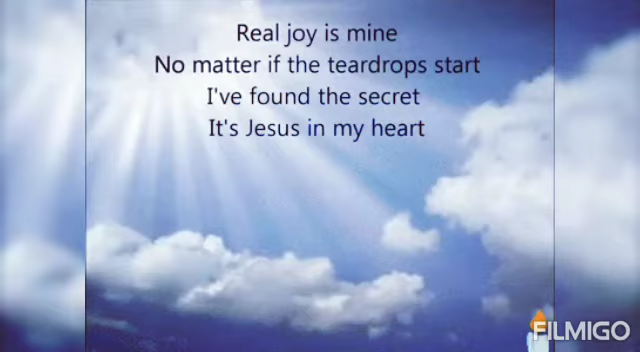 Real joy is mine
No matter if the teardrops start
I've found the secret
It's Jesus in my heart
FILMIGO